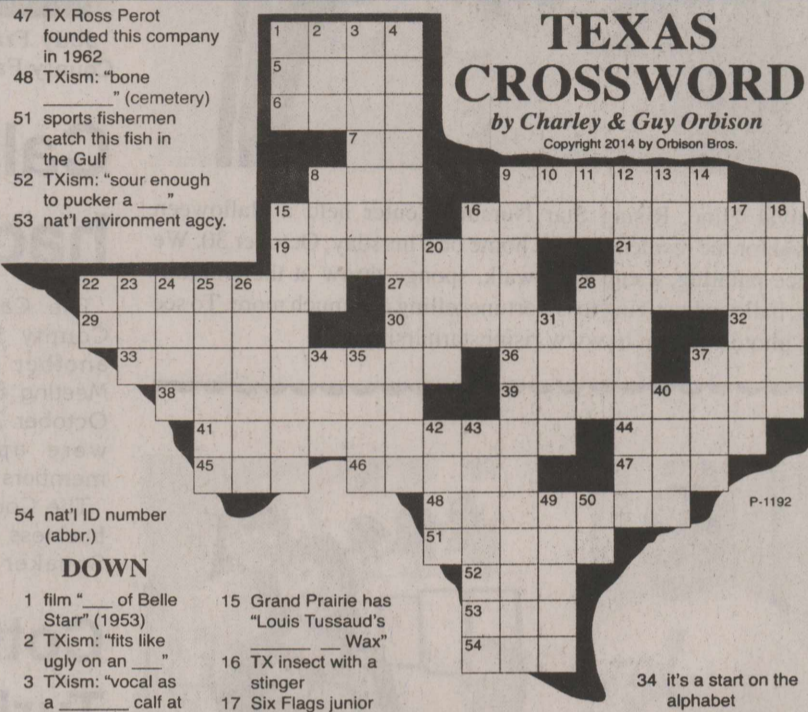 47 TX Ross Perot
founded this company
in 1962
48 TXism: "bone
_______" (cemetery)
51 sports fishermen
catch this fish in
the Gulf
52 TXism: "sour enough
to pucker a ___"
53 nat'l environment agcy.
TEXAS
CROSSWORD
by Charley & Guy Orbison
Copyright 2014 by Orbison Bros.
1 2 3 4
5
6
7
8 9 10 11 12 13 14
15 16 17 18
19 20 21
22 23 24 25 26 27 28
29 30 31 32
33 34 35 36 37
38 39 40
41 42 43 44
45 46 47
48 49 50
51
52
53
54
P-1192
54 nat'l ID number
(abbr.)
DOWN
1 film "___ of Belle
Starr" (1953)
2 TXism: "fits like
ugly on an ___"
3 TXism: "vocal as
a ________ calf at
15 Grand Prairie has
"Louis Tussaud's
______ __ Wax"
16 TX insect with a
stinger
17 Six Flags junior
34 it's a start on the
alphabet